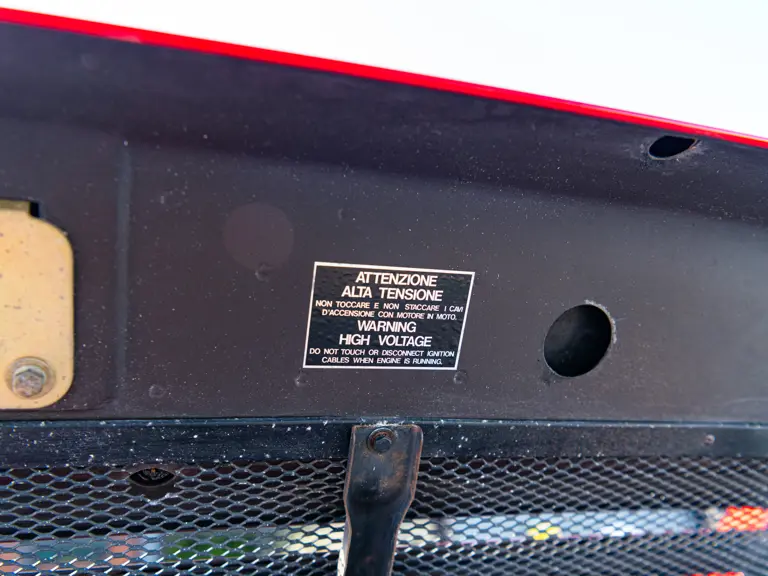 ATTENZIONE
ALTA TENSIONE
NON TOCCARE E NON STACCARE I CAVI
D'ACCENSIONE CON MOTORE IN MOTO.
WARNING
HIGH VOLTAGE
DO NOT TOUCH OR DISCONNECT IGNITION
CABLES WHEN ENGINE IS RUNNING.